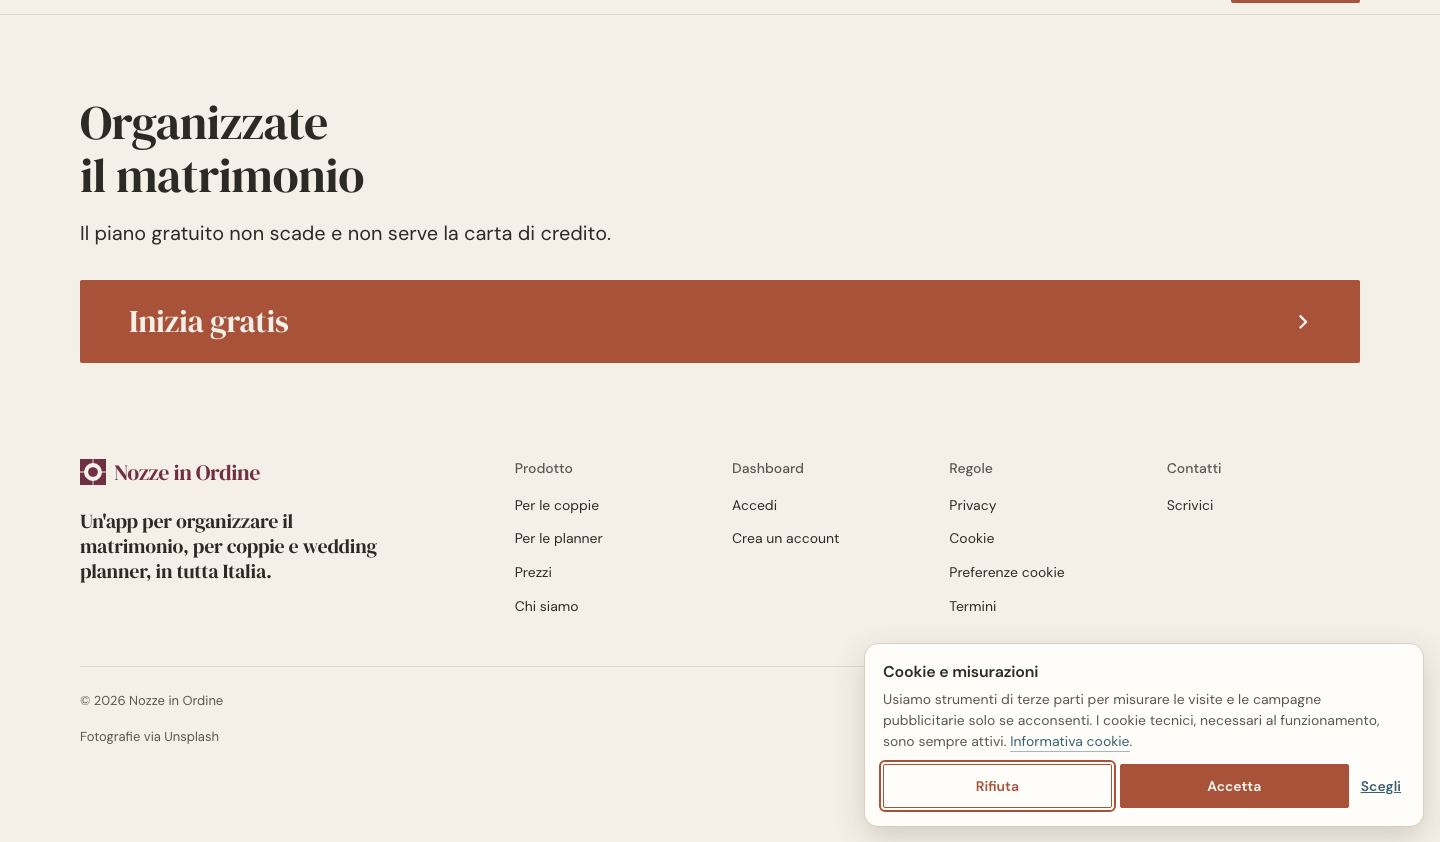 Organizzate
il matrimonio
Il piano gratuito non scade e non serve la carta di credito.
Inizia gratis
Nozze in Ordine
Un'app per organizzare il
matrimonio, per coppie e wedding
planner, in tutta Italia.
Prodotto
Per le coppie
Per le planner
Prezzi
Chi siamo
Dashboard
Accedi
Crea un account
Regole
Privacy
Cookie
Preferenze cookie
Termini
Contatti
Scrivici
© 2026 Nozze in Ordine
Fotografie via Unsplash
Cookie e misurazioni
Usiamo strumenti di terze parti per misurare le visite e le campagne
pubblicitarie solo se acconsenti. I cookie tecnici, necessari al funzionamento,
sono sempre attivi. Informativa cookie.
Rifiuta
Accetta
Scegli